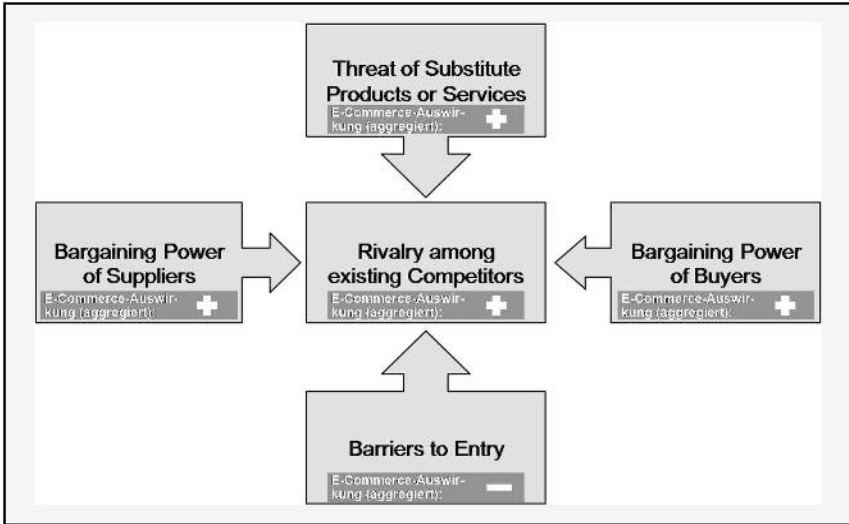 Threat of Substitute
Products or Services
E-Commerce-Auswir-
kung (aggregiert): +
Bargaining Power
of Suppliers
E-Commerce-Auswir-
kung (aggregiert): +
Rivalry among
existing Competitors
E-Commerce-Auswir-
kung (aggregiert): +
Bargaining Power
of Buyers
E-Commerce-Auswir-
kung (aggregiert): +
Barriers to Entry
E-Commerce-Auswir-
kung (aggregiert): −